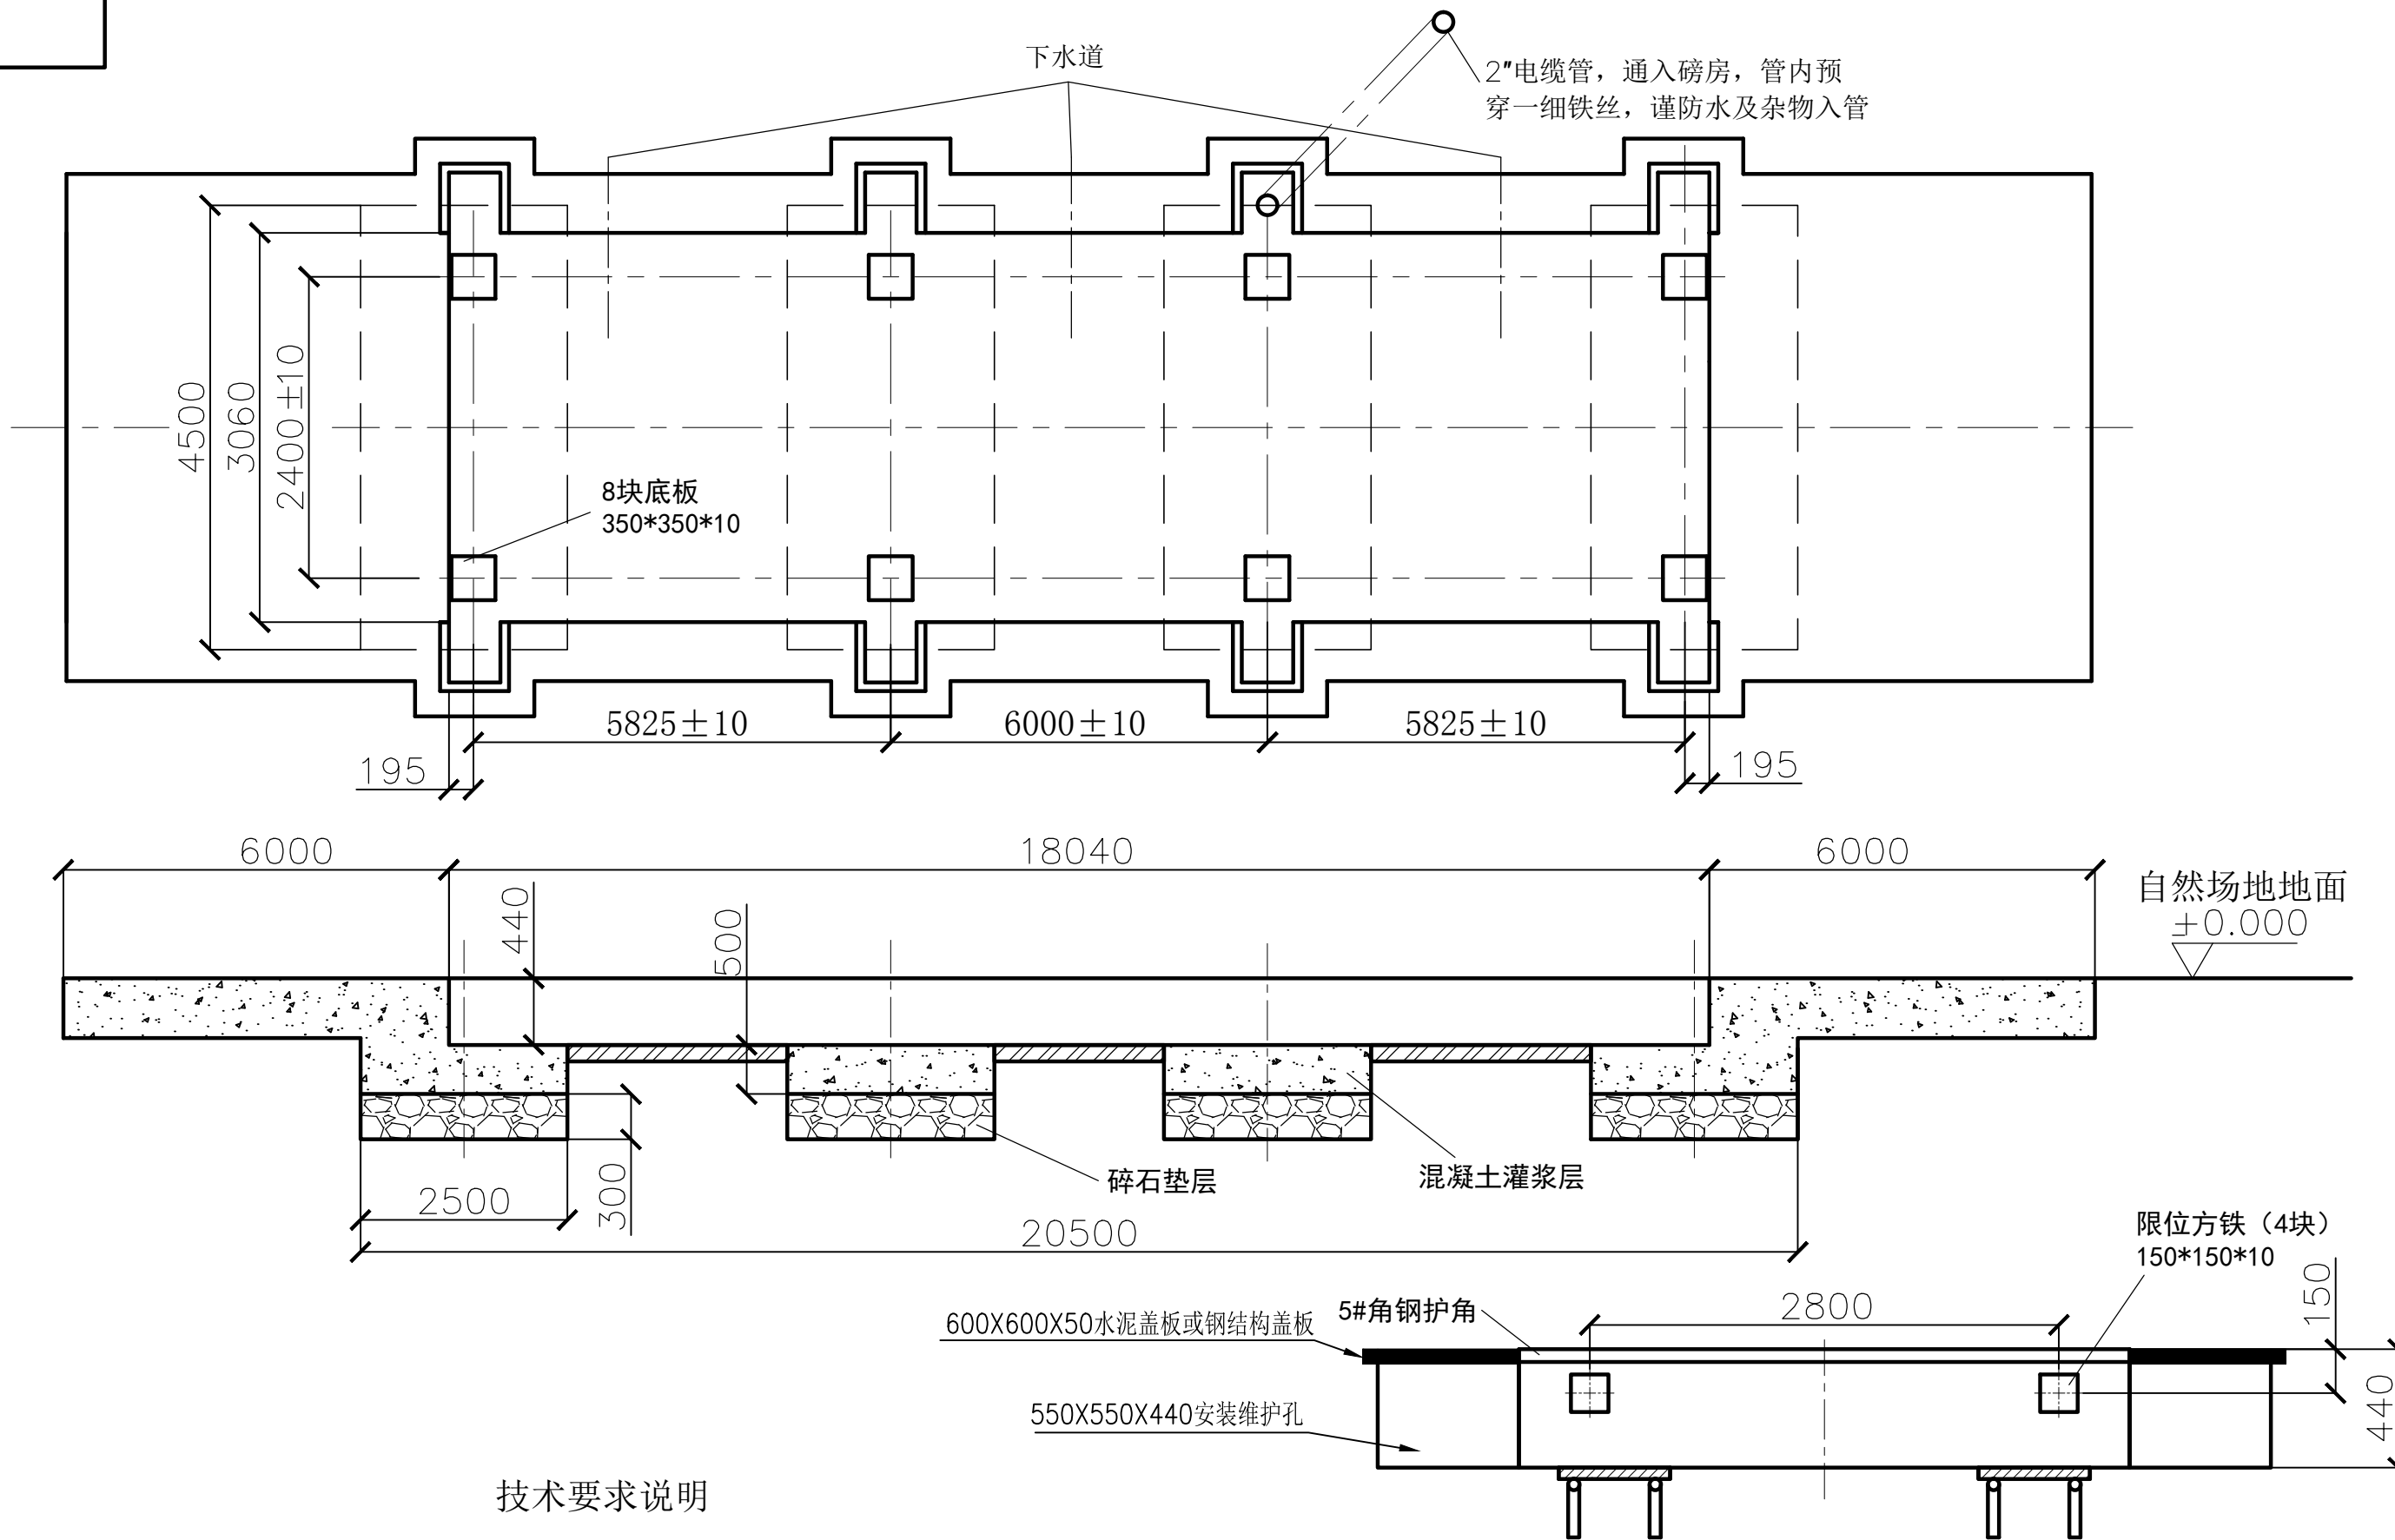 下水道
2"电缆管，通入磅房，管内预
穿一细铁丝，谨防水及杂物入管
4500
3060
2400±10
8块底板
350*350*10
5825±10
6000±10
5825±10
195
195
6000
18040
6000
自然场地地面
±0.000
440
500
碎石垫层
混凝土灌浆层
2500
300
20500
限位方铁（4块）
150*150*10
600X600X50水泥盖板或钢结构盖板
5#角钢护角
2800
150
550X550X440安装维护孔
440
技术要求说明